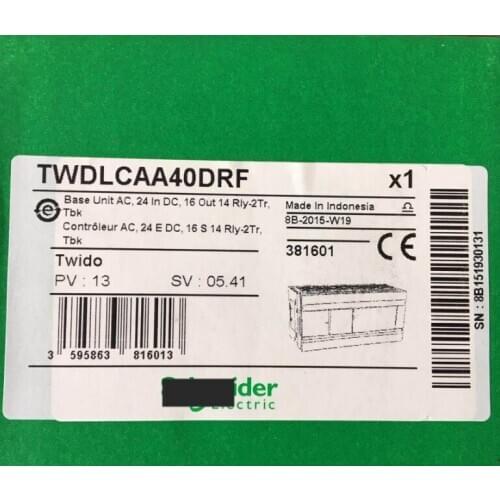 TWDLCAA40DRF x1
Base Unit AC, 24 In DC, 16 Out 14 Rly-2Tr,
Tbk
Contrôleur AC, 24 E DC, 16 S 14 Rly-2Tr,
Tbk
Made In Indonesia
8B-2015-W19
381601
CE
Twido
PV : 13 SV : 05.41
3 595863 816013
SN : 8B151930131
ider
Electric